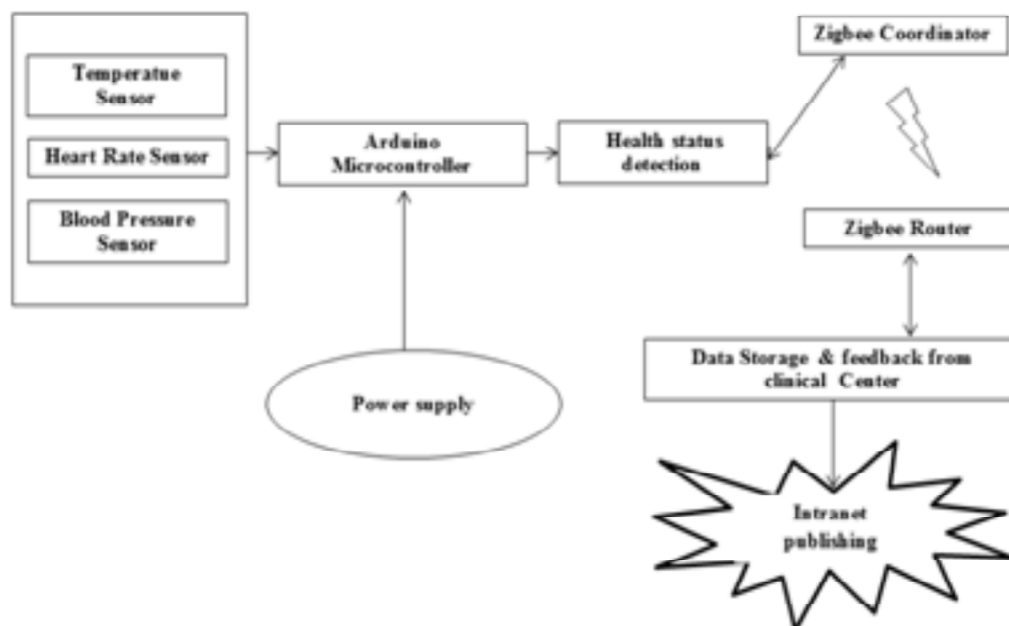 Temperatue
Sensor
Heart Rate Sensor
Blood Pressure
Sensor
Arduino
Microcontroller
Health status
detection
Zigbee Coordinator
Zigbee Router
Data Storage & feedback from
clinical Center
Power supply
Intranet
publishing